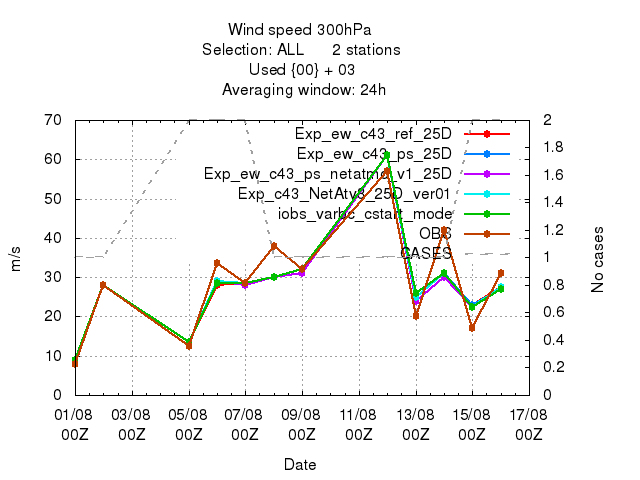 Wind speed 300hPa
Selection: ALL 2 stations
Used {00} + 03
Averaging window: 24h
70 2
60 1.8
1.6
50 1.4
40 1.2
1
30 0.8
20 0.6
0.4
10 0.2
0 0
Exp_ew_c43_ref_25D
Exp_ew_c43_ps_25D
Exp_ew_c43_ps_netatmo_v1_25D
Exp_c43_NetAtv3_25D_ver01
iobs_varbc_cstart_mode
OBS
CASES
m/s
No cases
01/08 03/08 05/08 07/08 09/08 11/08 13/08 15/08 17/08
00Z 00Z 00Z 00Z 00Z 00Z 00Z 00Z 00Z
Date